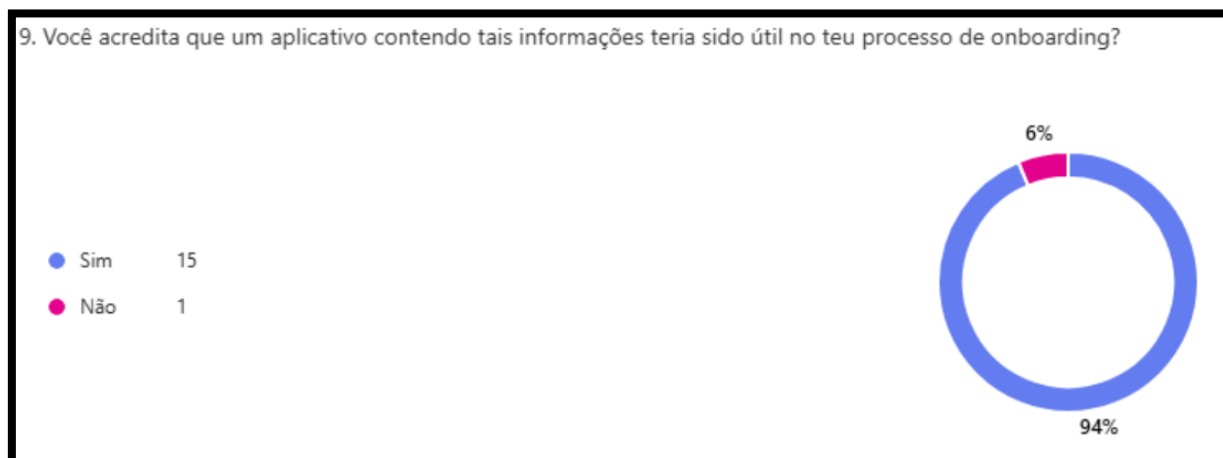 9. Você acredita que um aplicativo contendo tais informações teria sido útil no teu processo de onboarding?
6%
Sim 15
Não 1
94%